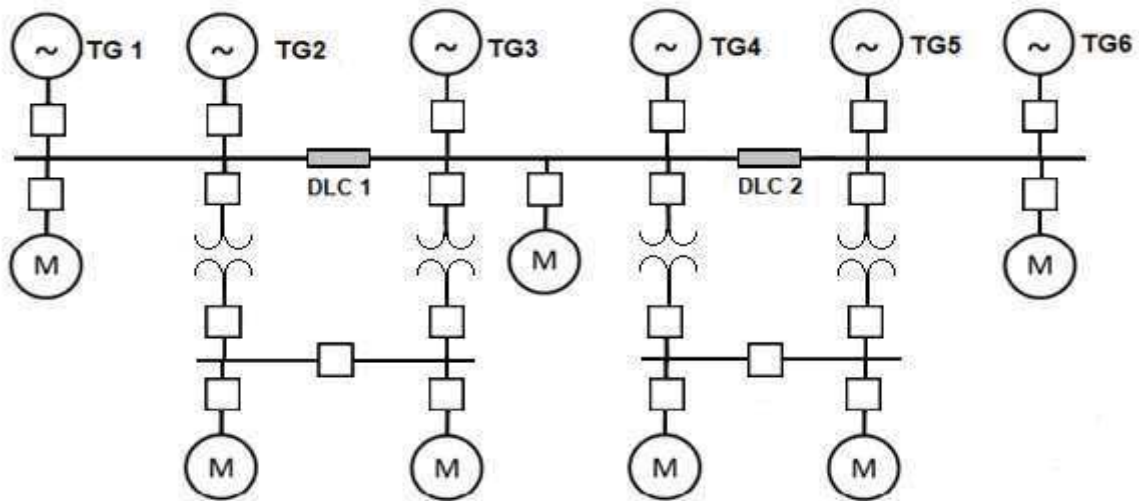 ~ TG 1
~ TG2
~ TG3
~ TG4
~ TG5
~ TG6
DLC 1
DLC 2
M
M
M
M
M
M
M